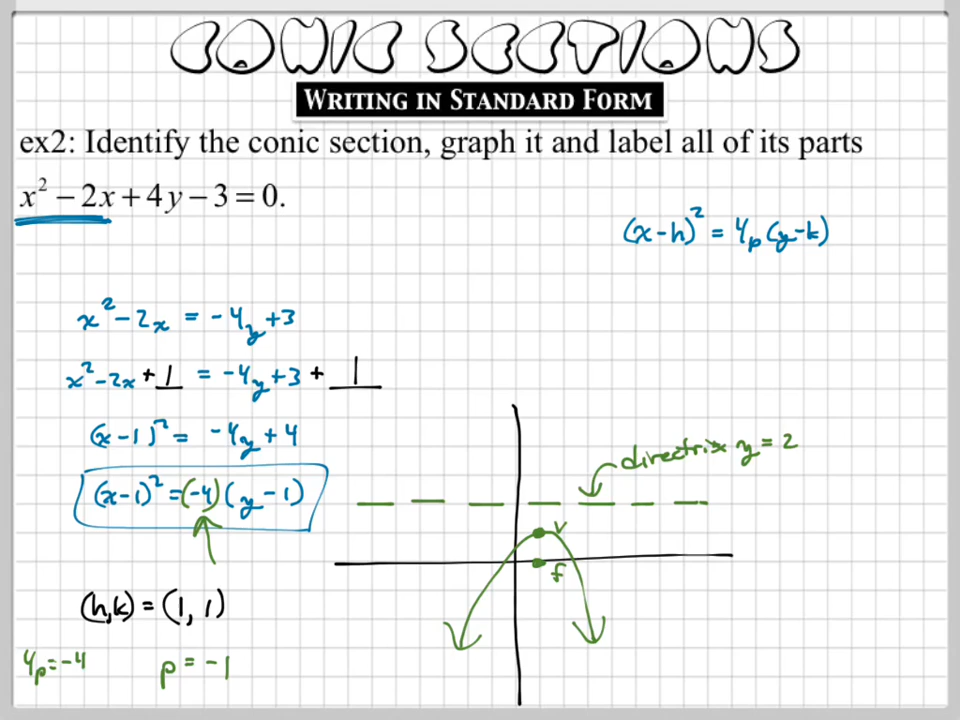 CONIC SECTIONS
WRITING IN STANDARD FORM
ex2: Identify the conic section, graph it and label all of its parts
x² − 2x + 4y − 3 = 0.
(x-h)² = 4p(y-k)
x² - 2x = -4y + 3
x² - 2x + 1 = -4y + 3 + 1
(x-1)² = -4y + 4
directrix y = 2
(x-1)² = (-4)(y-1)
V
f
(h,k) = (1, 1)
4p = -4 p = -1